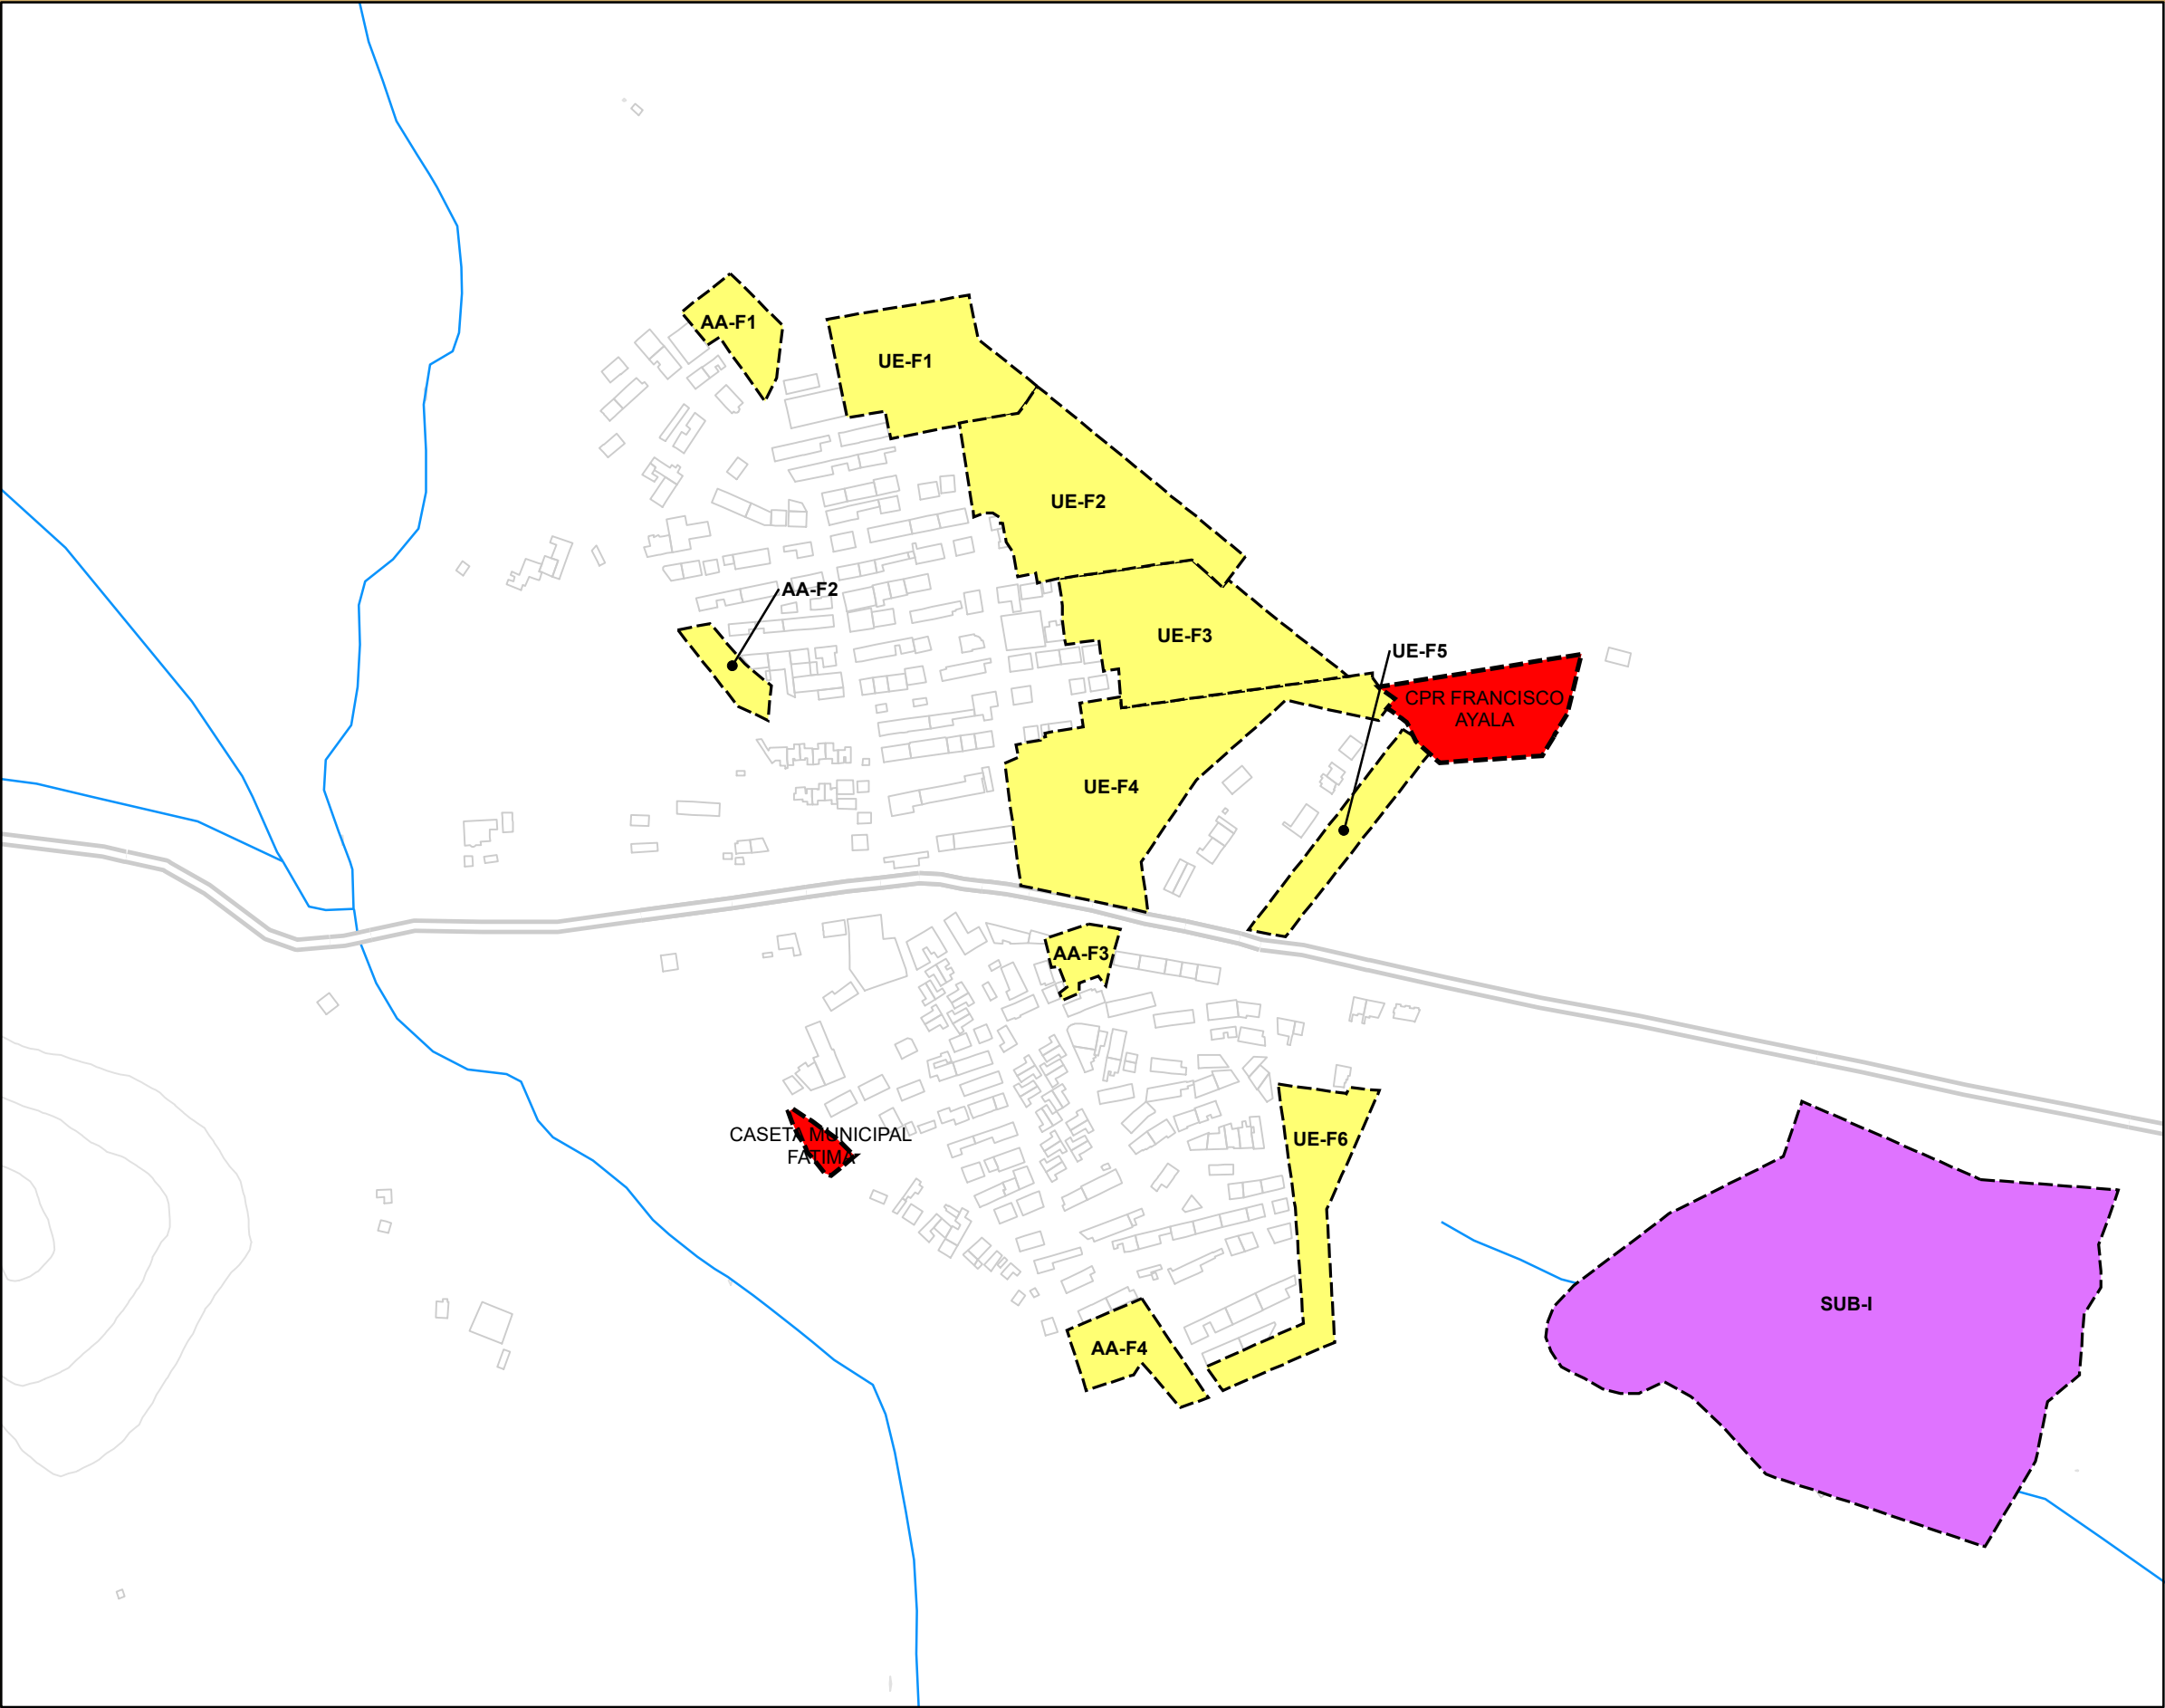 AA-F1
UE-F1
UE-F2
AA-F2
UE-F3
UE-F5
CPR FRANCISCO
AYALA
UE-F4
AA-F3
CASETA MUNICIPAL
FATIMA
UE-F6
SUB-I
AA-F4